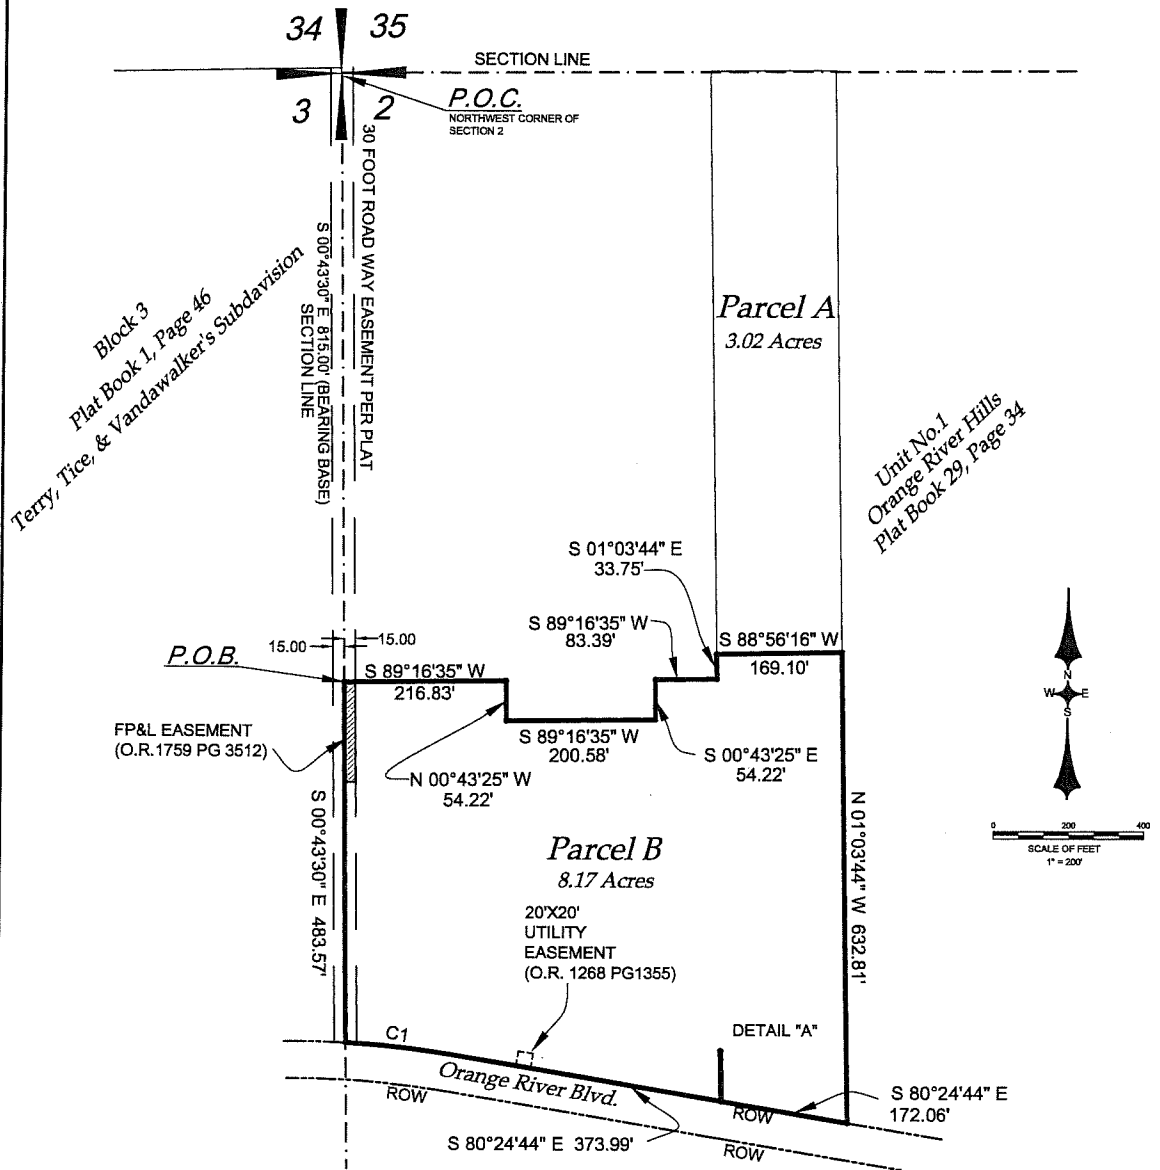 34
35
SECTION LINE
3
2
P.O.C.
NORTHWEST CORNER OF
SECTION 2
30 FOOT ROAD WAY EASEMENT PER PLAT
S 00°43'30" E 815.00' (BEARING BASE)
SECTION LINE
Block 3
Plat Book 1, Page 46
Terry, Tice, & Vandawalker's Subdavision
Parcel A
3.02 Acres
Unit No.1
Orange River Hills
Plat Book 29, Page 34
S 01°03'44" E
33.75'
S 89°16'35" W
83.39'
S 88°56'16" W
169.10'
15.00
15.00
P.O.B.
S 89°16'35" W
216.83'
FP&L EASEMENT
(O.R.1759 PG 3512)
S 89°16'35" W
200.58'
N 00°43'25" W
54.22'
S 00°43'25" E
54.22'
N
W E
S
0 200 400
SCALE OF FEET
1" = 200'
S 00°43'30" E 483.57'
N 01°03'44" W 632.81'
Parcel B
8.17 Acres
20'X20'
UTILITY
EASEMENT
(O.R. 1268 PG1355)
C1
DETAIL "A"
Orange River Blvd.
ROW
ROW
S 80°24'44" E
172.06'
S 80°24'44" E 373.99'
ROW